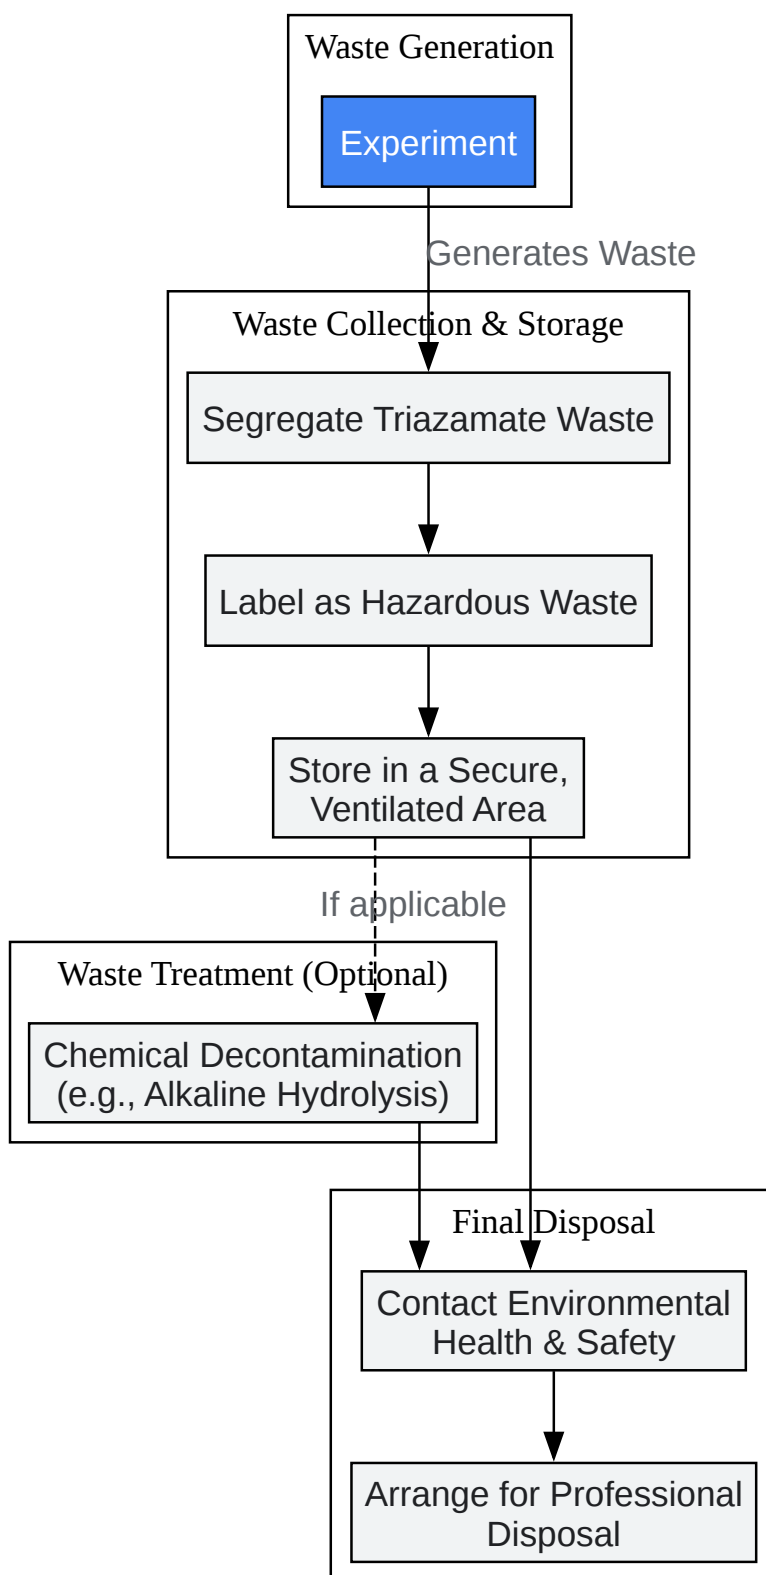 Waste Generation
Experiment
Generates Waste
Waste Collection & Storage
Segregate Triazamate Waste
Label as Hazardous Waste
Store in a Secure,
Ventilated Area
If applicable
Waste Treatment (Optional)
Chemical Decontamination
(e.g., Alkaline Hydrolysis)
Final Disposal
Contact Environmental
Health & Safety
Arrange for Professional
Disposal